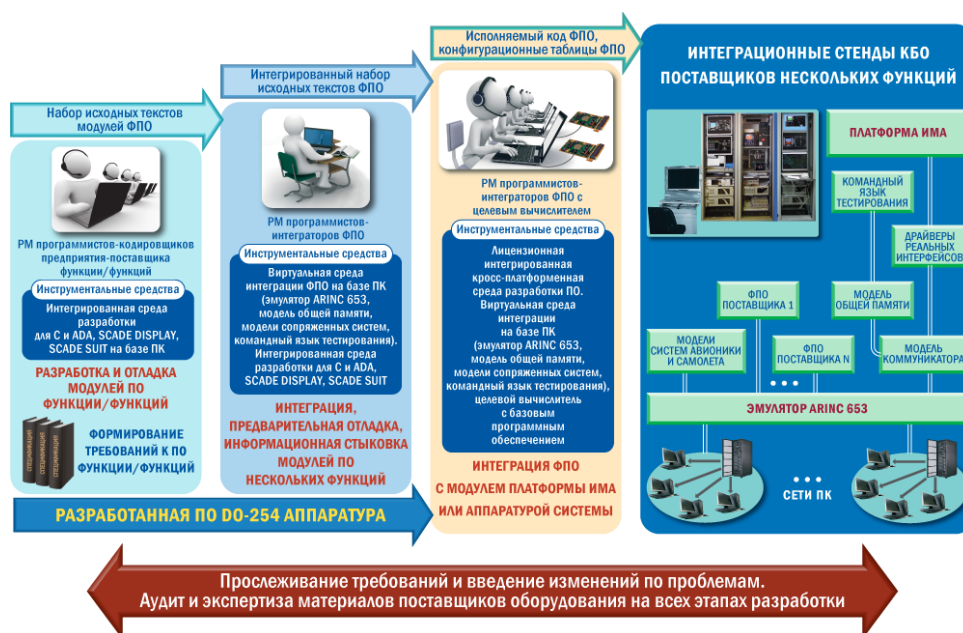 Набор исходных текстов
модулей ФПО
РМ программистов-кодировщиков
предприятия-поставщика
функции/функций
Инструментальные средства
Интегрированная среда
разработки
для С и ADA, SCADE DISPLAY,
SCADE SUIT на базе ПК
РАЗРАБОТКА И ОТЛАДКА
МОДУЛЕЙ ПО
ФУНКЦИИ/ФУНКЦИЙ
СПЕЦИФИКАЦИЯ
СПЕЦИФИКАЦИЯ
СПЕЦИФИКАЦИЯ
ФОРМИРОВАНИЕ
ТРЕБОВАНИЙ К ПО
ФУНКЦИИ/ФУНКЦИЙ
Интегрированный набор
исходных текстов ФПО
РМ программистов-
интеграторов ФПО
Инструментальные средства
Виртуальная среда
интеграции ФПО на базе ПК
(эмулятор ARINC 653,
модель общей памяти,
модели сопряженных систем,
командный язык тестирования).
Интегрированная среда
разработки для С и ADA,
SCADE DISPLAY, SCADE SUIT
ИНТЕГРАЦИЯ,
ПРЕДВАРИТЕЛЬНАЯ ОТЛАДКА,
ИНФОРМАЦИОННАЯ СТЫКОВКА
МОДУЛЕЙ ПО
НЕСКОЛЬКИХ ФУНКЦИЙ
Исполняемый код ФПО,
конфигурационные таблицы ФПО
РМ программистов-
интеграторов ФПО с
целевым вычислителем
Инструментальные средства
Лицензионная
интегрированная
кросс-платформенная
среда разработки ПО.
Виртуальная среда
интеграции
на базе ПК
(эмулятор ARINC 653,
модель общей памяти,
модели сопряженных систем,
командный язык тестирования),
целевой вычислитель
с базовым
программным
обеспечением
ИНТЕГРАЦИЯ ФПО
С МОДУЛЕМ ПЛАТФОРМЫ ИМА
ИЛИ АППАРАТУРОЙ СИСТЕМЫ
РАЗРАБОТАННАЯ ПО DO-254 АППАРАТУРА
ИНТЕГРАЦИОННЫЕ СТЕНДЫ КБО
ПОСТАВЩИКОВ НЕСКОЛЬКИХ ФУНКЦИЙ
ПЛАТФОРМА ИМА
КОМАНДНЫЙ
ЯЗЫК
ТЕСТИРОВАНИЯ
ДРАЙВЕРЫ
РЕАЛЬНЫХ
ИНТЕРФЕЙСОВ
ФПО
ПОСТАВЩИКА 1
МОДЕЛЬ
ОБЩЕЙ ПАМЯТИ
МОДЕЛИ
СИСТЕМ АВИОНИКИ
И САМОЛЕТА
ФПО
ПОСТАВЩИКА N
МОДЕЛЬ
КОММУНИКАТОРА
• • •
ЭМУЛЯТОР ARINC 653
• • •
СЕТИ ПК
Прослеживание требований и введение изменений по проблемам.
Аудит и экспертиза материалов поставщиков оборудования на всех этапах разработки